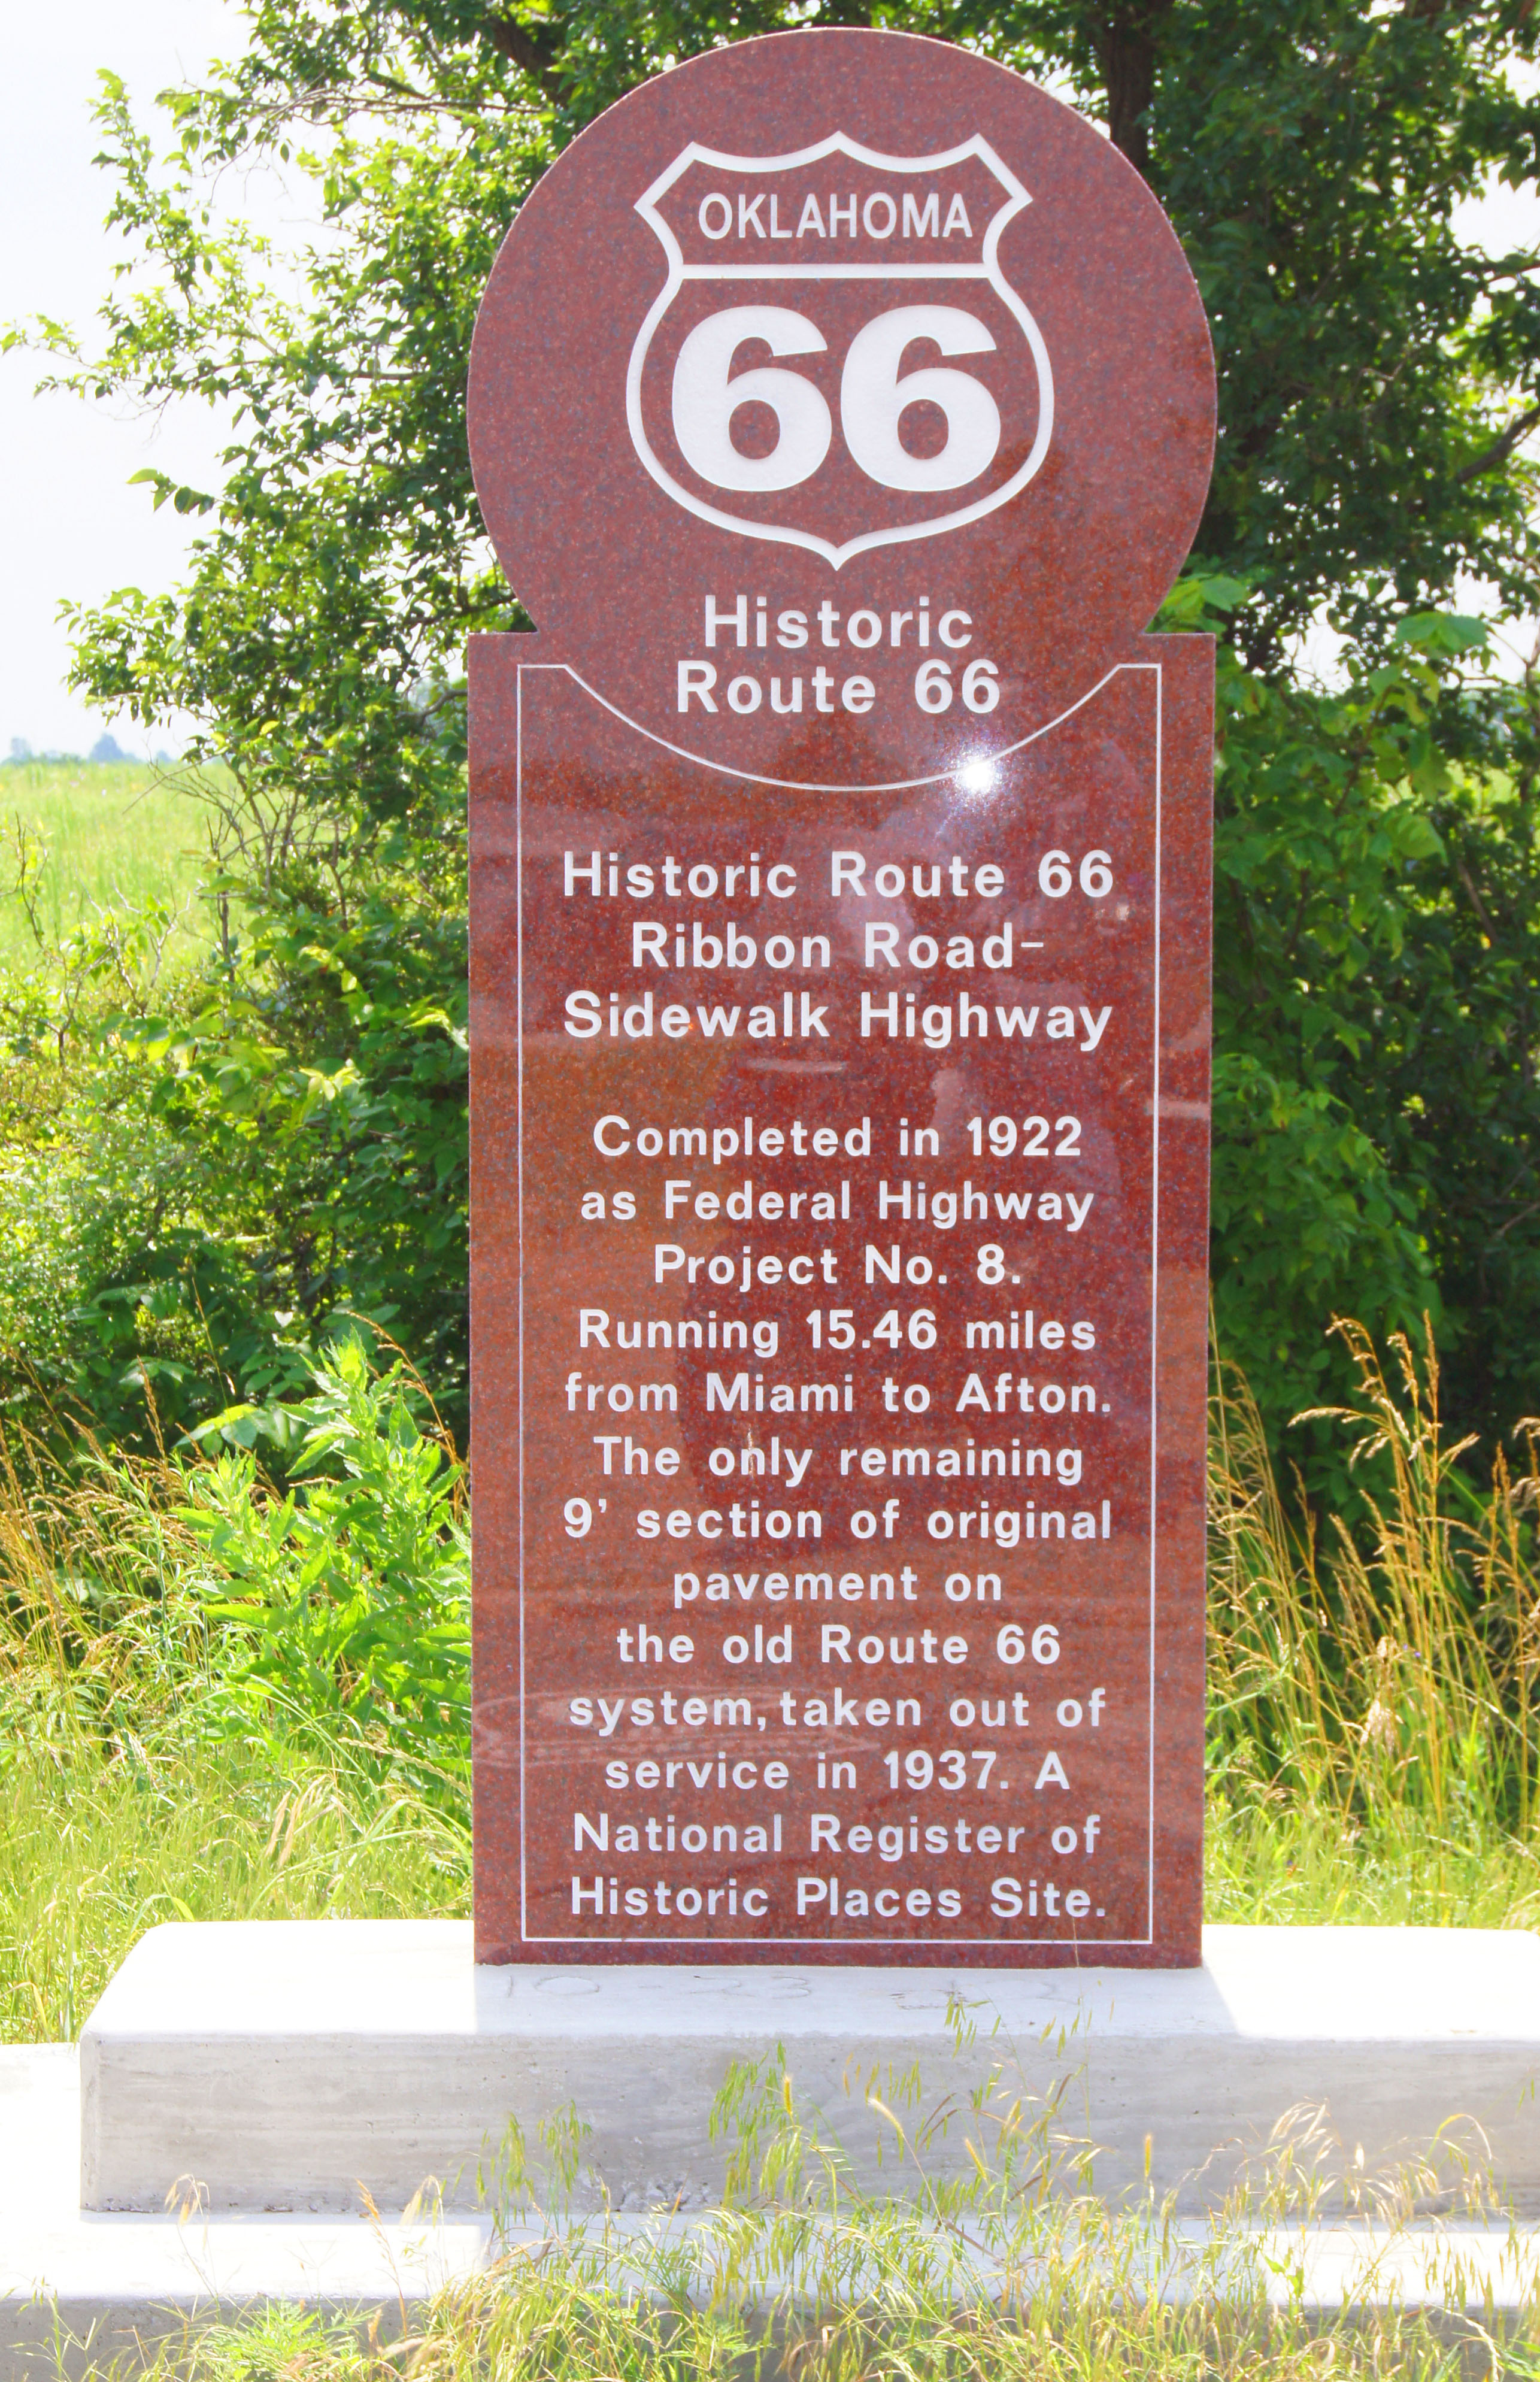 OKLAHOMA
66
Historic
Route 66
Historic Route 66
Ribbon Road-
Sidewalk Highway
Completed in 1922
as Federal Highway
Project No. 8.
Running 15.46 miles
from Miami to Afton.
The only remaining
9' section of original
pavement on
the old Route 66
system, taken out of
service in 1937. A
National Register of
Historic Places Site.